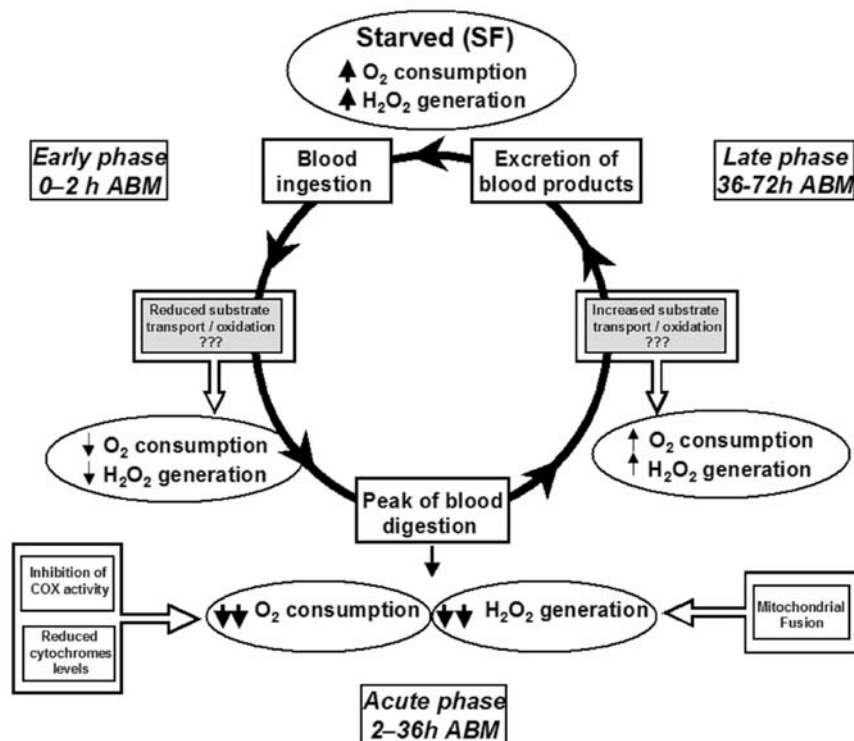 Starved (SF)
O₂ consumption
H₂O₂ generation
Early phase
0–2 h ABM
Blood
ingestion
Excretion of
blood products
Late phase
36-72h ABM
Reduced substrate
transport / oxidation
???
Increased substrate
transport / oxidation
???
O₂ consumption
H₂O₂ generation
O₂ consumption
H₂O₂ generation
Peak of blood
digestion
Inhibition of
COX activity
Reduced
cytochromes
levels
O₂ consumption
H₂O₂ generation
Mitochondrial
Fusion
Acute phase
2–36h ABM